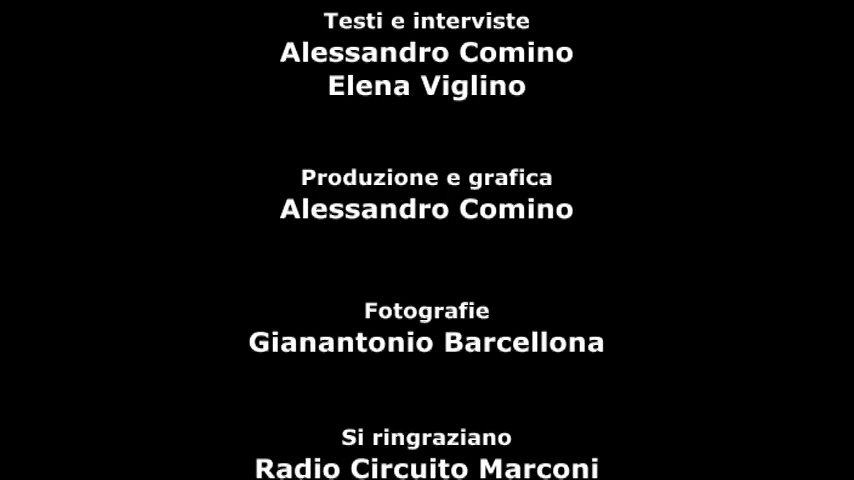 Testi e interviste
Alessandro Comino
Elena Viglino
Produzione e grafica
Alessandro Comino
Fotografie
Gianantonio Barcellona
Si ringraziano
Radio Circuito Marconi